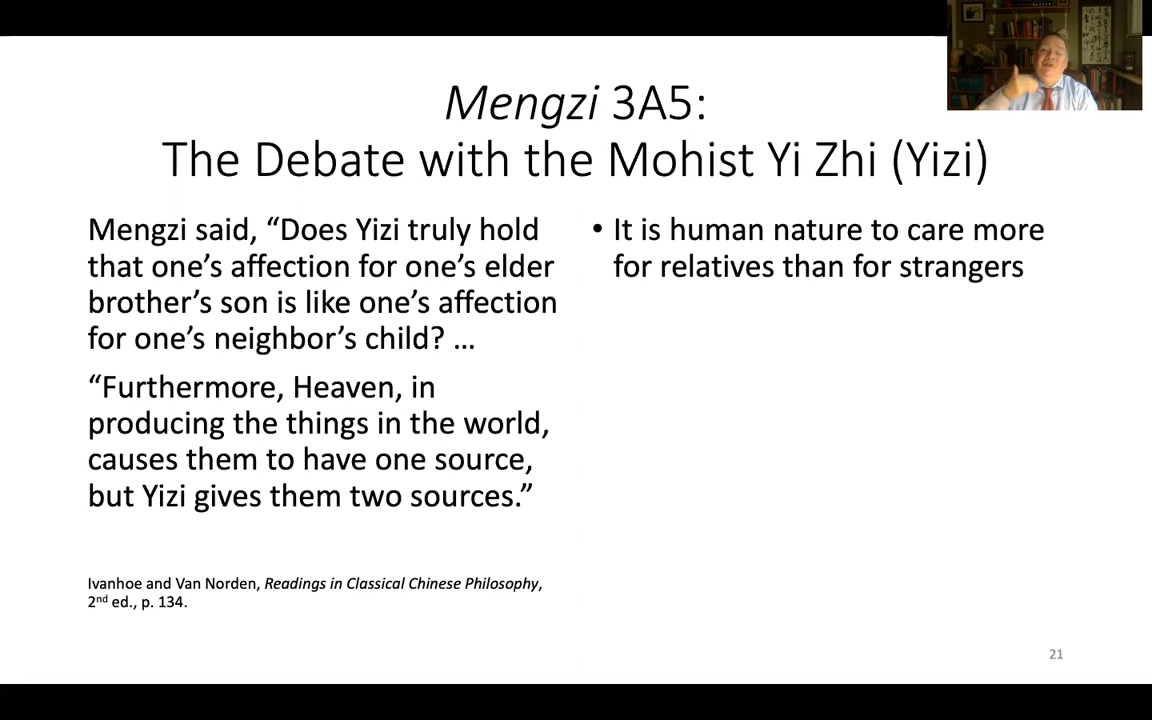 Mengzi 3A5:
The Debate with the Mohist Yi Zhi (Yizi)
Mengzi said, “Does Yizi truly hold
that one’s affection for one’s elder
brother’s son is like one’s affection
for one’s neighbor’s child? …
“Furthermore, Heaven, in
producing the things in the world,
causes them to have one source,
but Yizi gives them two sources.”
Ivanhoe and Van Norden, Readings in Classical Chinese Philosophy,
2nd ed., p. 134.
• It is human nature to care more
for relatives than for strangers
21